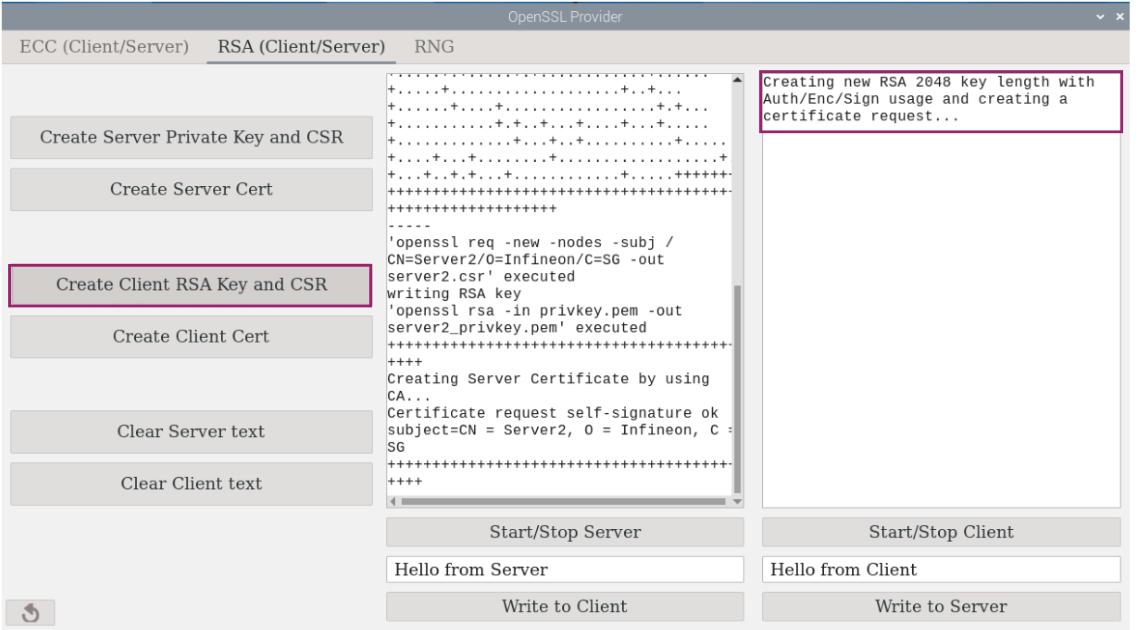 OpenSSL Provider
ECC (Client/Server)
RSA (Client/Server)
RNG
Create Server Private Key and CSR
Create Server Cert
Create Client RSA Key and CSR
Create Client Cert
Clear Server text
Clear Client text
+.....+...................+..+...
+......+....+.................+.+...
+...........+.+..+...+....+...+.....
+.............+...+..+..........+.....
+....+...+........+..................+.
+...+..+.+...+............+.....++++++
++++++++++++++++++++++++++++++++++++++
+++++++++++++++++++
-----
'openssl req -new -nodes -subj /
CN=Server2/O=Infineon/C=SG -out
server2.csr' executed
writing RSA key
'openssl rsa -in privkey.pem -out
server2_privkey.pem' executed
++++++++++++++++++++++++++++++++++++++
++++
Creating Server Certificate by using
CA...
Certificate request self-signature ok
subject=CN = Server2, O = Infineon, C =
SG
++++++++++++++++++++++++++++++++++++++
++++
Start/Stop Server
Hello from Server
Write to Client
Creating new RSA 2048 key length with
Auth/Enc/Sign usage and creating a
certificate request...
Start/Stop Client
Hello from Client
Write to Server